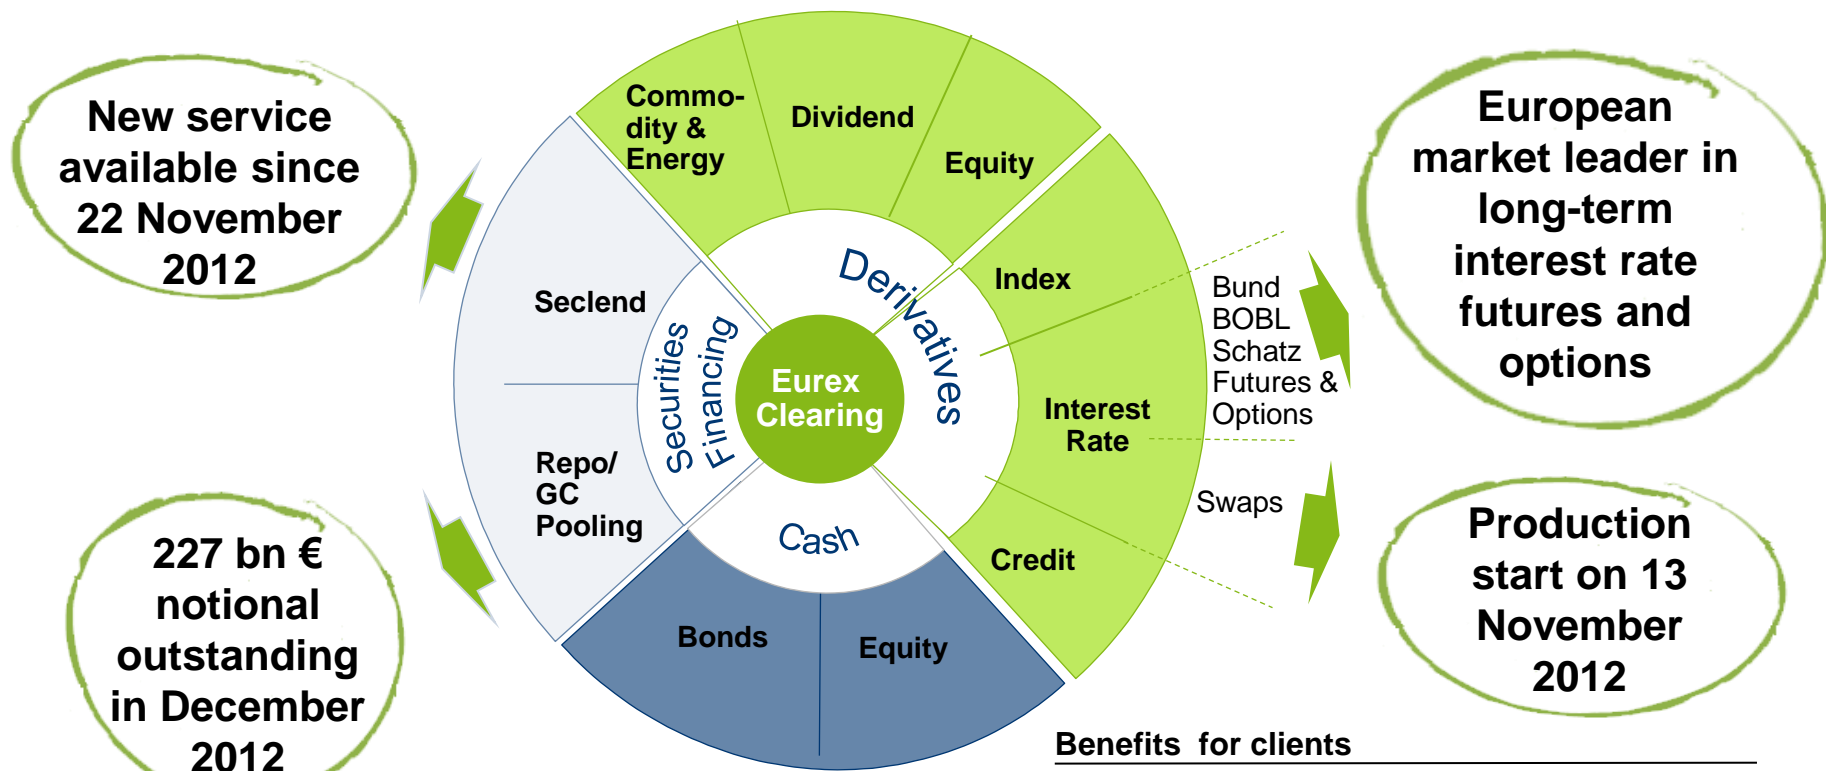 New service
available since
22 November
2012
227 bn €
notional
outstanding
in December
2012
Commo-
dity &
Energy
Dividend
Equity
Index
Interest
Rate
Credit
Derivatives
Seclend
Repo/
GC
Pooling
Securities
Financing
Eurex
Clearing
Cash
Bonds
Equity
Bund
BOBL
Schatz
Futures &
Options
Swaps
European
market leader in
long-term
interest rate
futures and
options
Production
start on 13
November
2012
Benefits  for clients